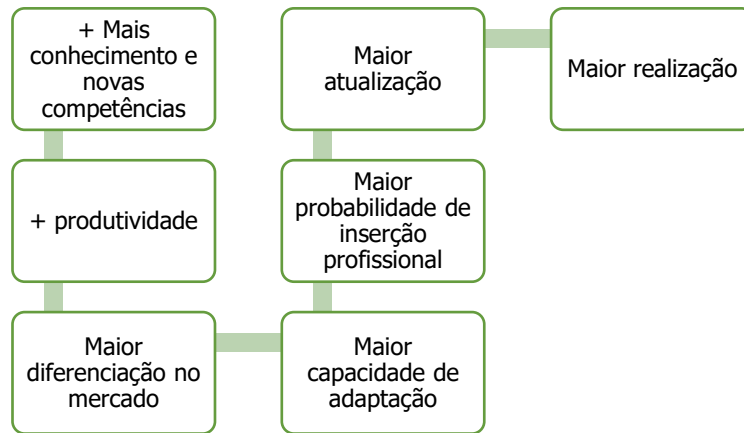 + Mais
conhecimento e
novas
competências
+ produtividade
Maior
diferenciação no
mercado
Maior
capacidade de
adaptação
Maior
probabilidade de
inserção
profissional
Maior
atualização
Maior realização